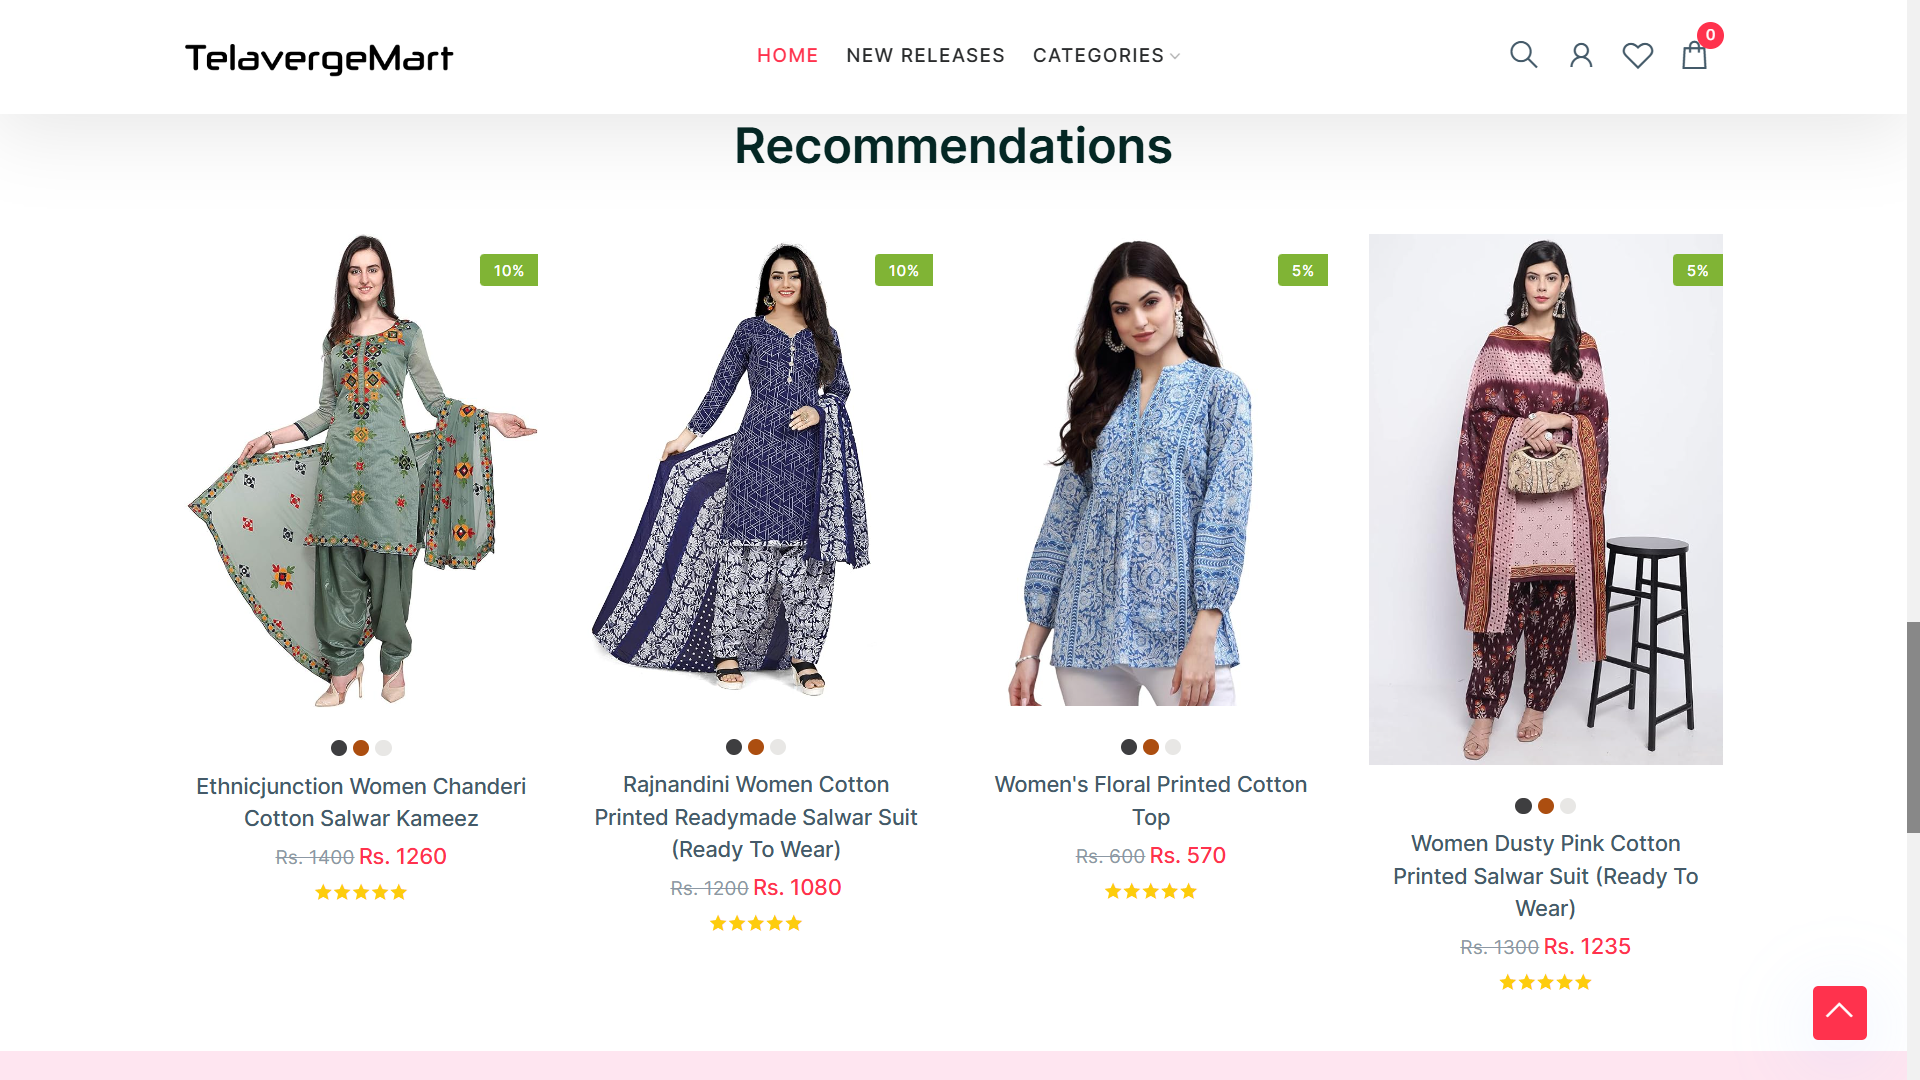 TelavergeMart
HOME NEW RELEASES CATEGORIES
0
Recommendations
10%
10%
5%
5%
Ethnicjunction Women Chanderi
Cotton Salwar Kameez
Rs. 1400 Rs. 1260
Rajnandini Women Cotton
Printed Readymade Salwar Suit
(Ready To Wear)
Rs. 1200 Rs. 1080
Women's Floral Printed Cotton
Top
Rs. 600 Rs. 570
Women Dusty Pink Cotton
Printed Salwar Suit (Ready To
Wear)
Rs. 1300 Rs. 1235